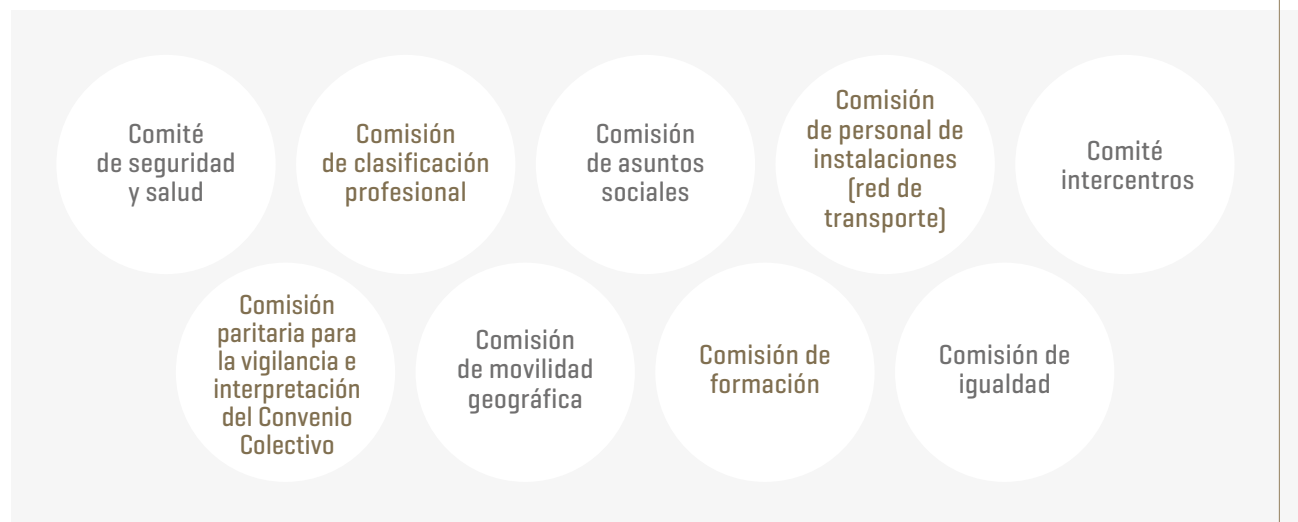 Comité
de seguridad
y salud
Comisión
de clasificación
profesional
Comisión
de asuntos
sociales
Comisión
de personal de
instalaciones
(red de
transporte)
Comité
intercentros
Comisión
paritaria para
la vigilancia e
interpretación
del Convenio
Colectivo
Comisión
de movilidad
geográfica
Comisión de
formación
Comisión de
igualdad